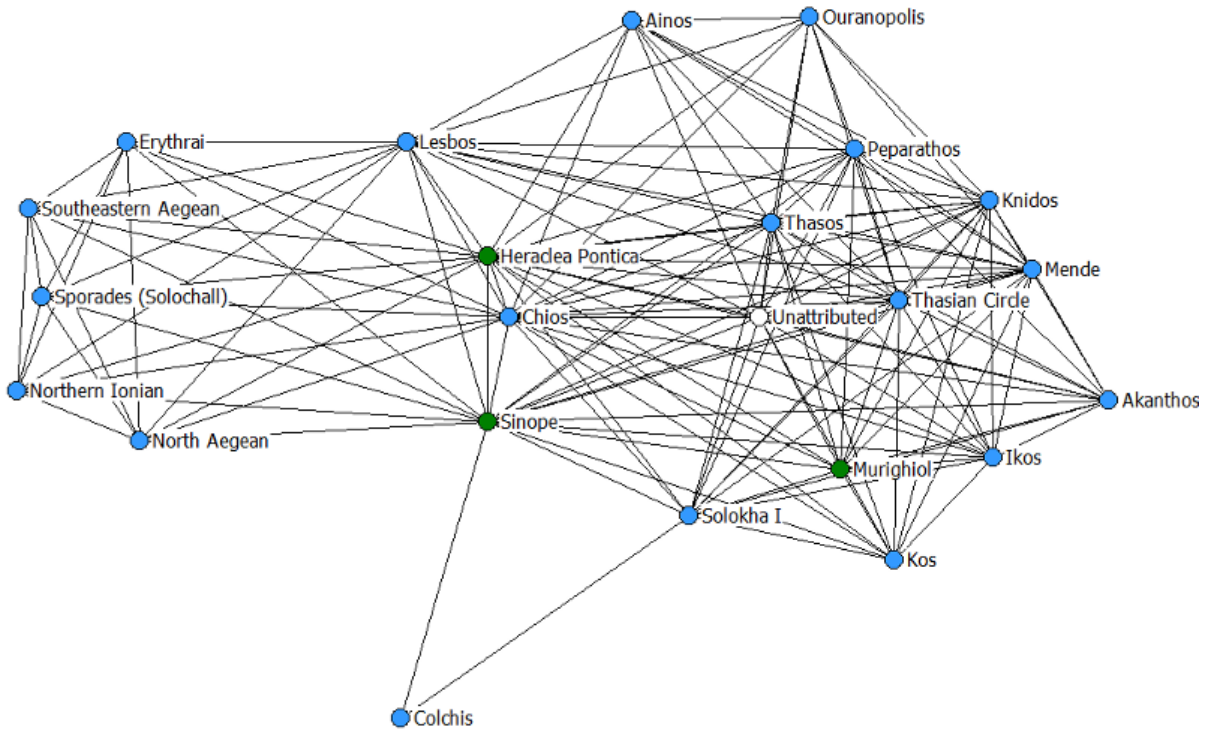 Ainos
Ouranopolis
Erythrai
Lesbos
Peparathos
Knidos
Southeastern Aegean
Thasos
Heraclea Pontica
Mende
Sporades (Solochall)
Thasian Circle
Chios
Unattributed
Northern Ionian
Akanthos
Sinope
North Aegean
Ikos
Murighiol
Solokha I
Kos
Colchis